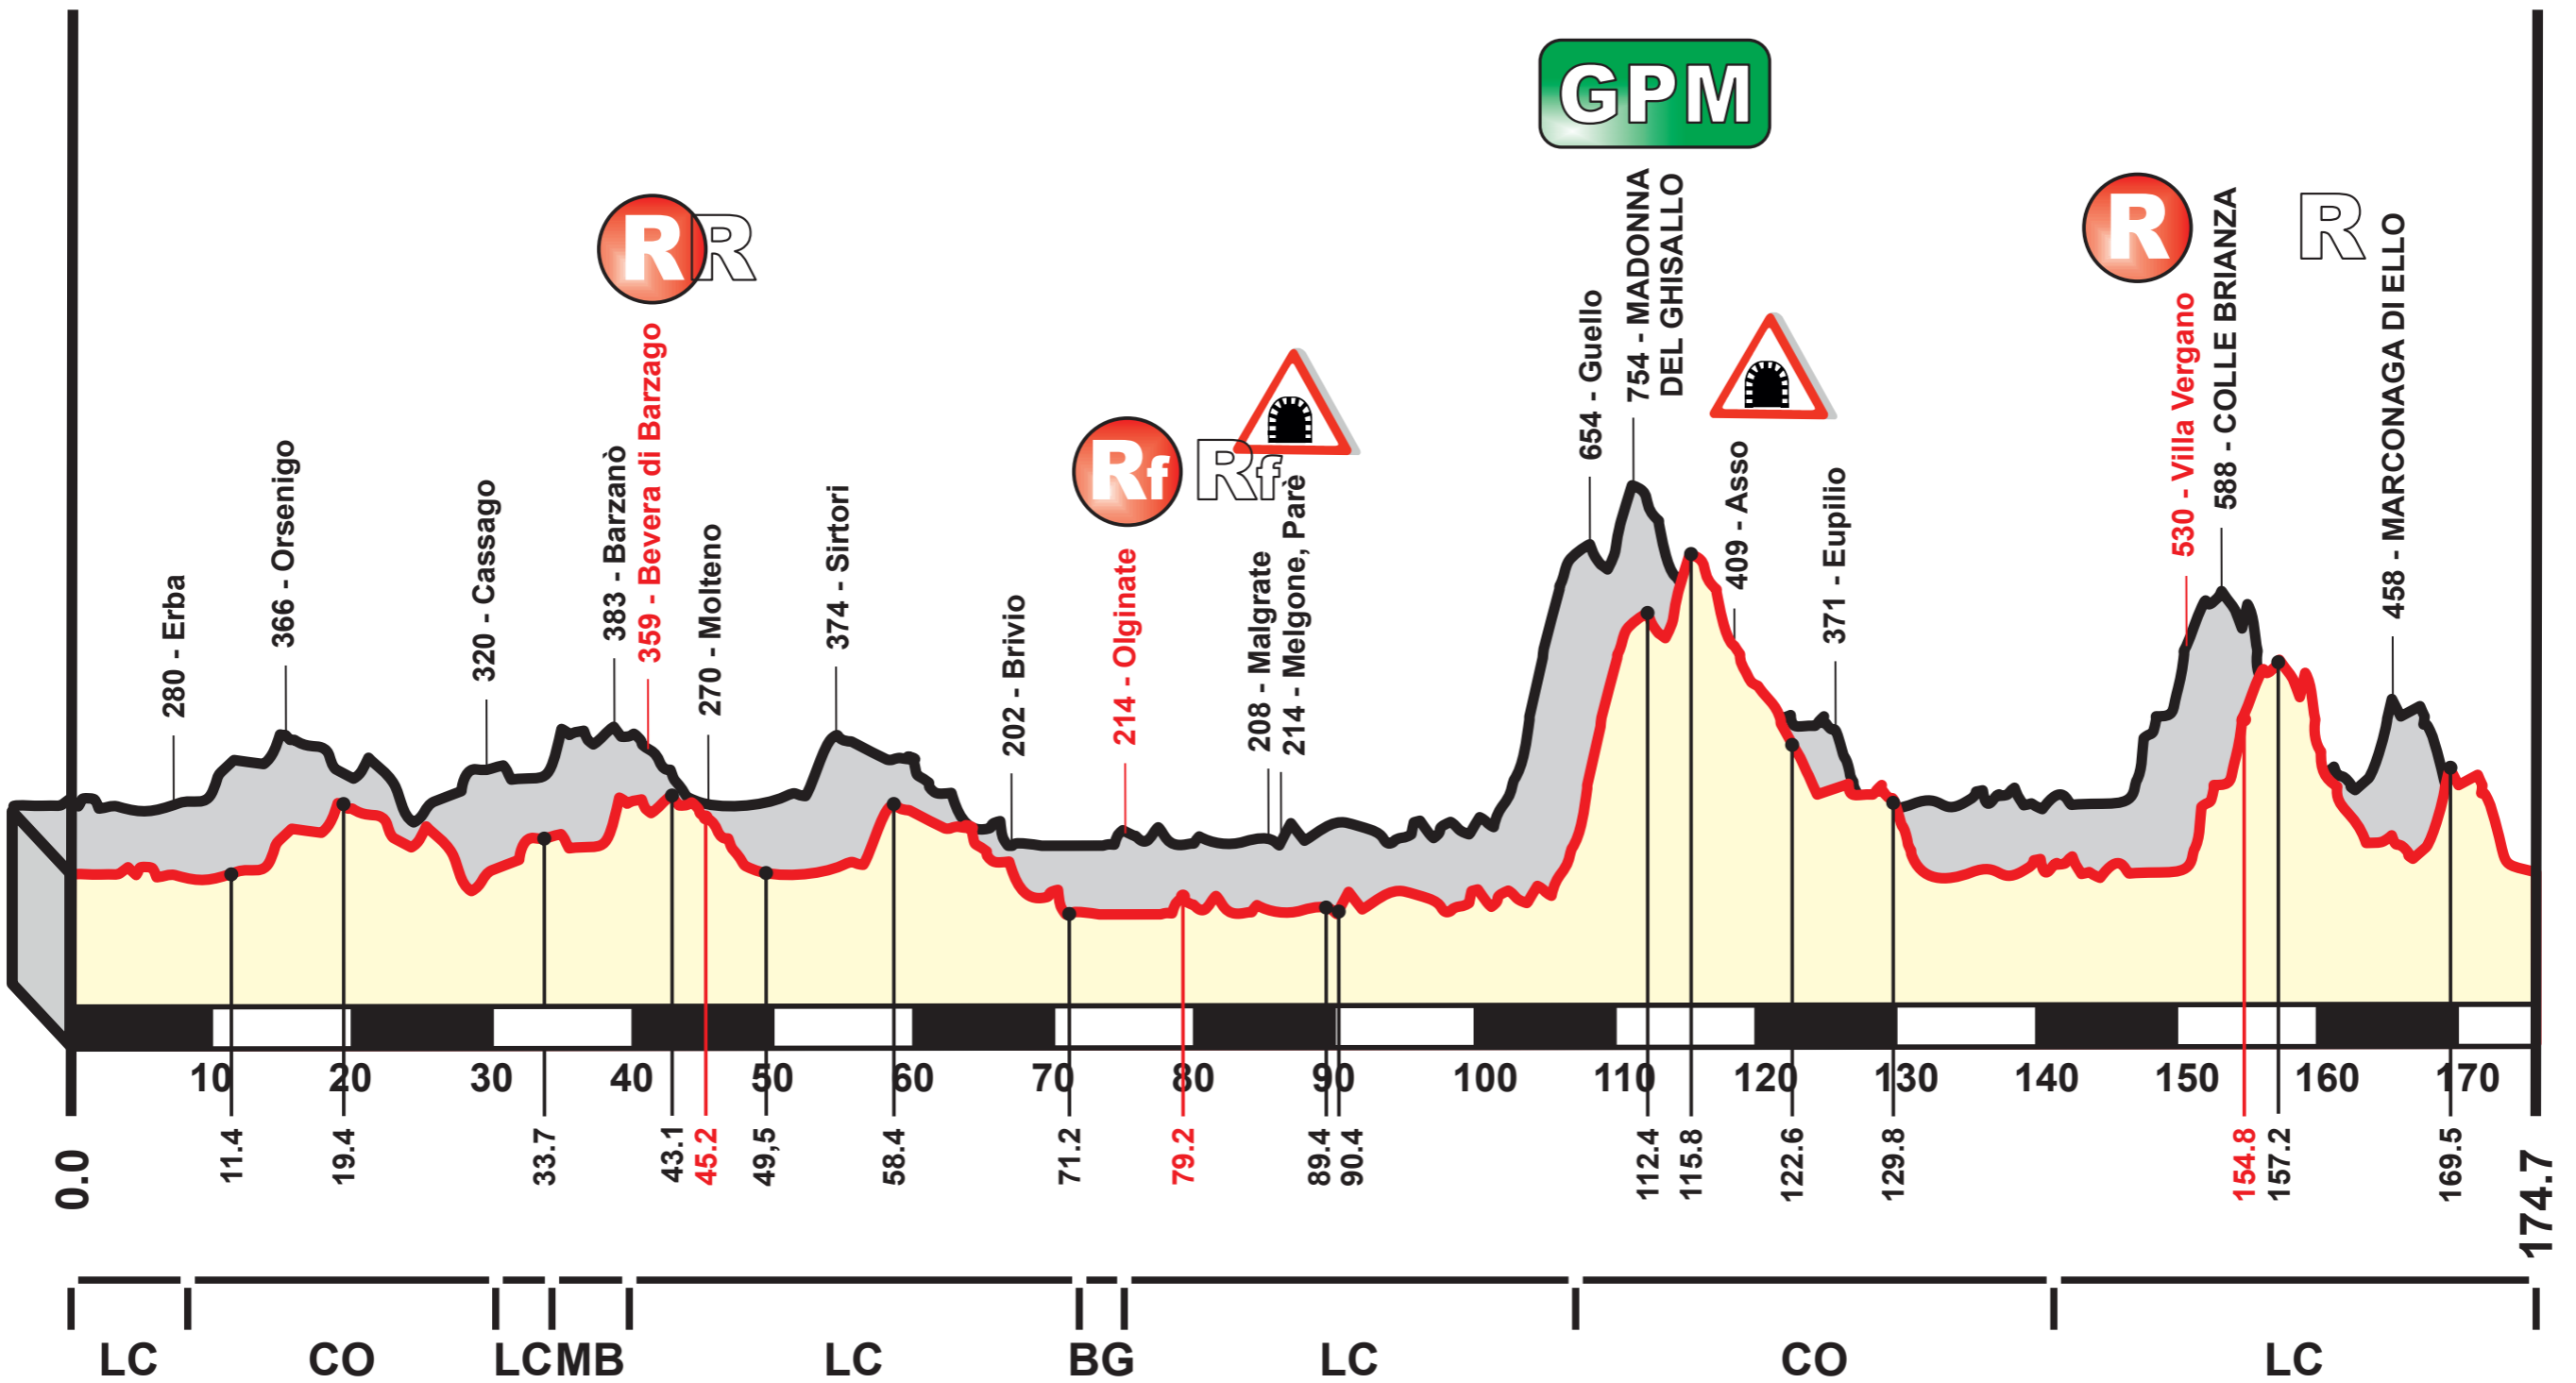 GPM
R R
R
R
Rf Rf
280 - Erba
366 - Orsenigo
320 - Cassago
383 - Barzanò
359 - Bevera di Barzago
270 - Molteno
374 - Sirtori
202 - Brivio
214 - Olginate
208 - Malgrate
214 - Melgone, Parè
654 - Guello
754 - MADONNA
DEL GHISALLO
409 - Asso
371 - Eupilio
530 - Villa Vergano
588 - COLLE BRIANZA
458 - MARCONAGA DI ELLO
10 20 30 40 50 60 70 80 90 100 110 120 130 140 150 160 170
0.0
11.4
19.4
33.7
43.1
45.2
49,5
58.4
71.2
79.2
89.4
90.4
112.4
115.8
122.6
129.8
154.8
157.2
169.5
174.7
LC CO LC MB LC BG LC CO LC